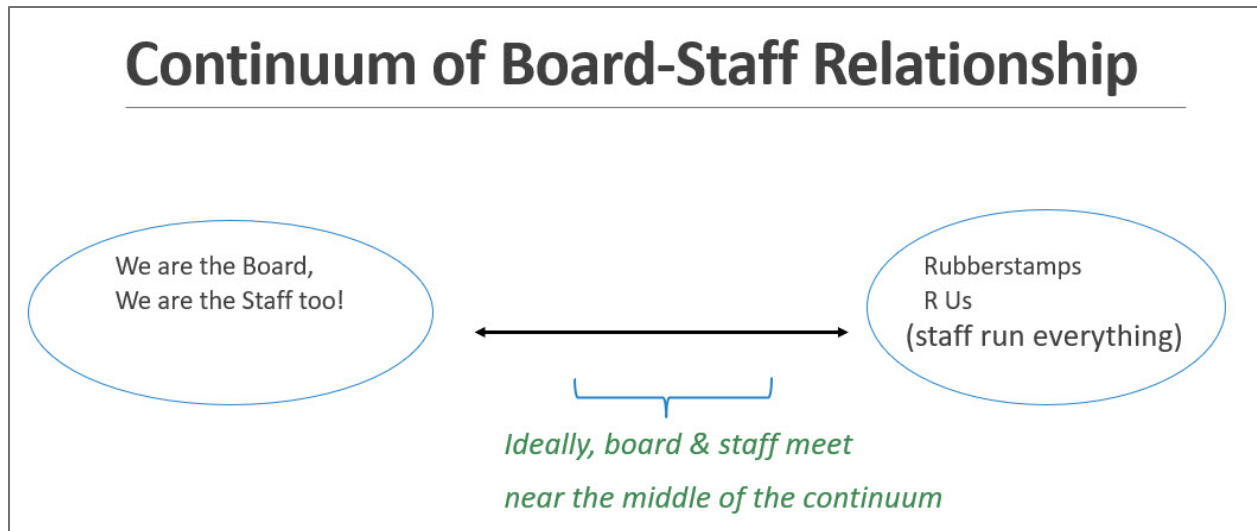 Continuum of Board-Staff Relationship
We are the Board,
We are the Staff too!
Rubberstamps
R Us
(staff run everything)
Ideally, board & staff meet
near the middle of the continuum